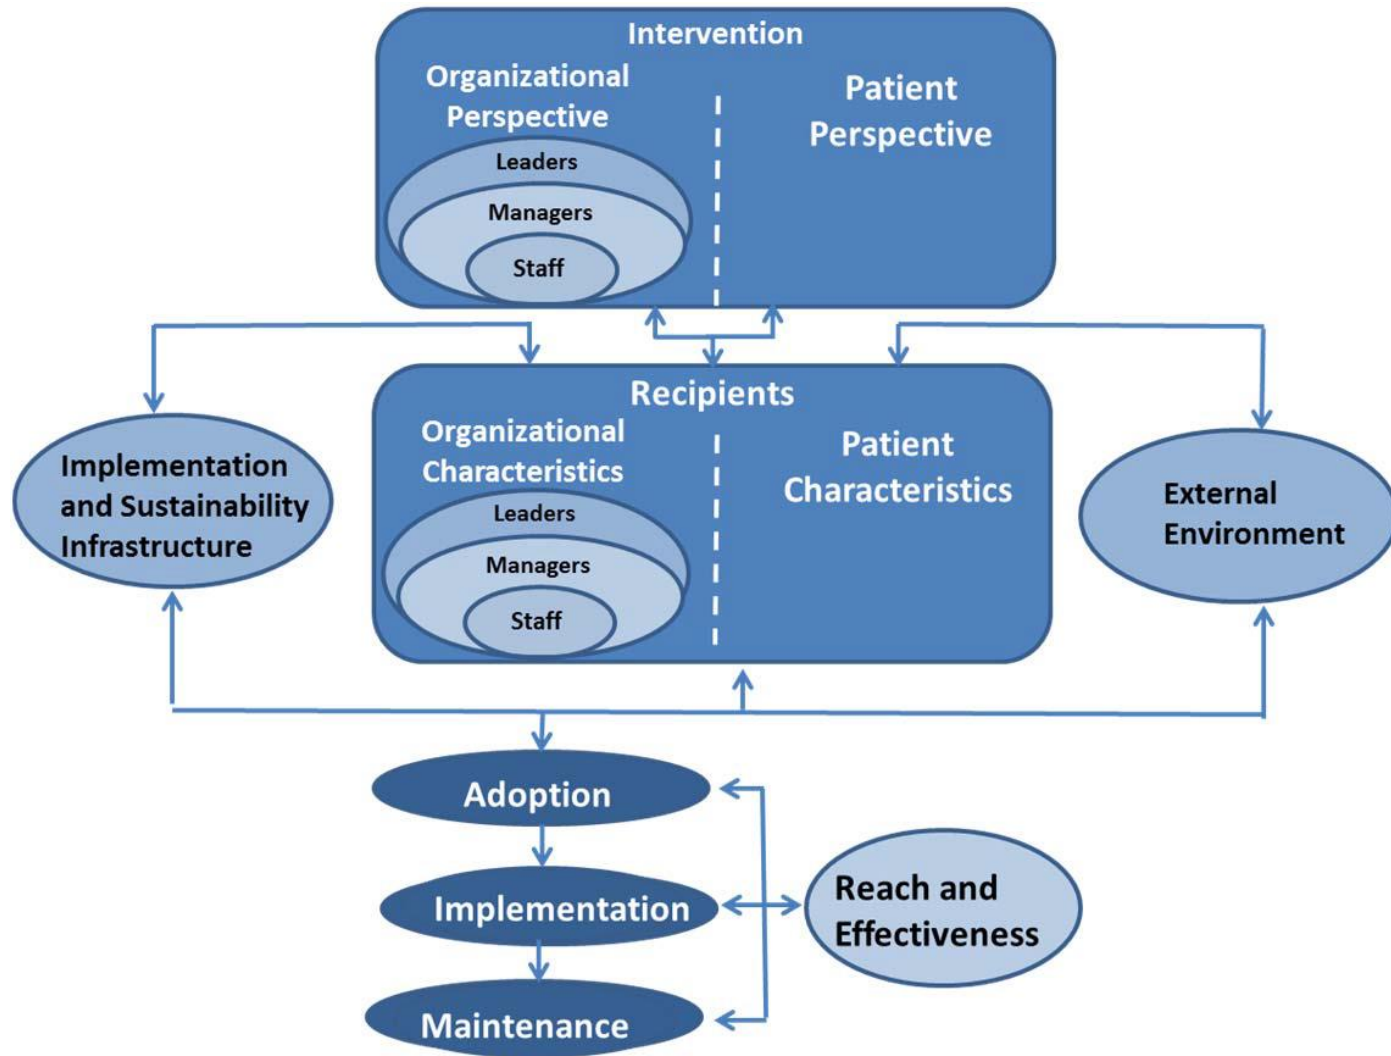 Intervention
Organizational
Perspective
Patient
Perspective
Leaders
Managers
Staff
Recipients
Organizational
Characteristics
Patient
Characteristics
Leaders
Managers
Staff
Implementation
and Sustainability
Infrastructure
External
Environment
Adoption
Implementation
Maintenance
Reach and
Effectiveness